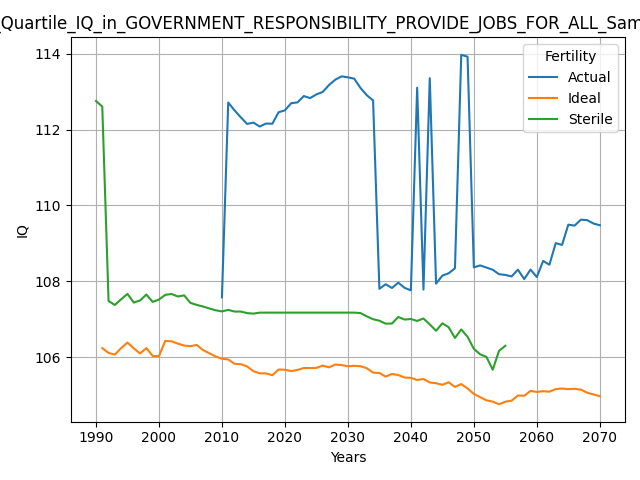 _Quartile_IQ_in_GOVERNMENT_RESPONSIBILITY_PROVIDE_JOBS_FOR_ALL_Sam
114
112
110
108
106
IQ
Fertility
Actual
Ideal
Sterile
1990 2000 2010 2020 2030 2040 2050 2060 2070
Years